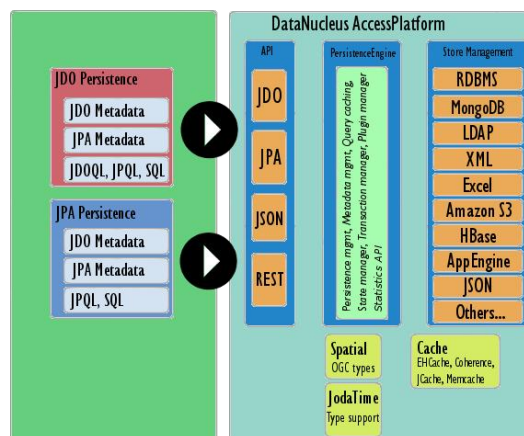 DataNucleus AccessPlatform
JDO Persistence
JDO Metadata
JPA Metadata
JDOQL, JPQL, SQL
JPA Persistence
JDO Metadata
JPA Metadata
JPQL, SQL
API
JDO
JPA
JSON
REST
PersistenceEngine
Persistence mgmt, Metadata mgmt, Query caching,
State manager, Transaction manager, Plugin manager
Statistics API
Store Management
RDBMS
MongoDB
LDAP
XML
Excel
Amazon S3
HBase
AppEngine
JSON
Others...
Spatial
OGC types
JodaTime
Type support
Cache
EHCache, Coherence,
JCache, Memcache